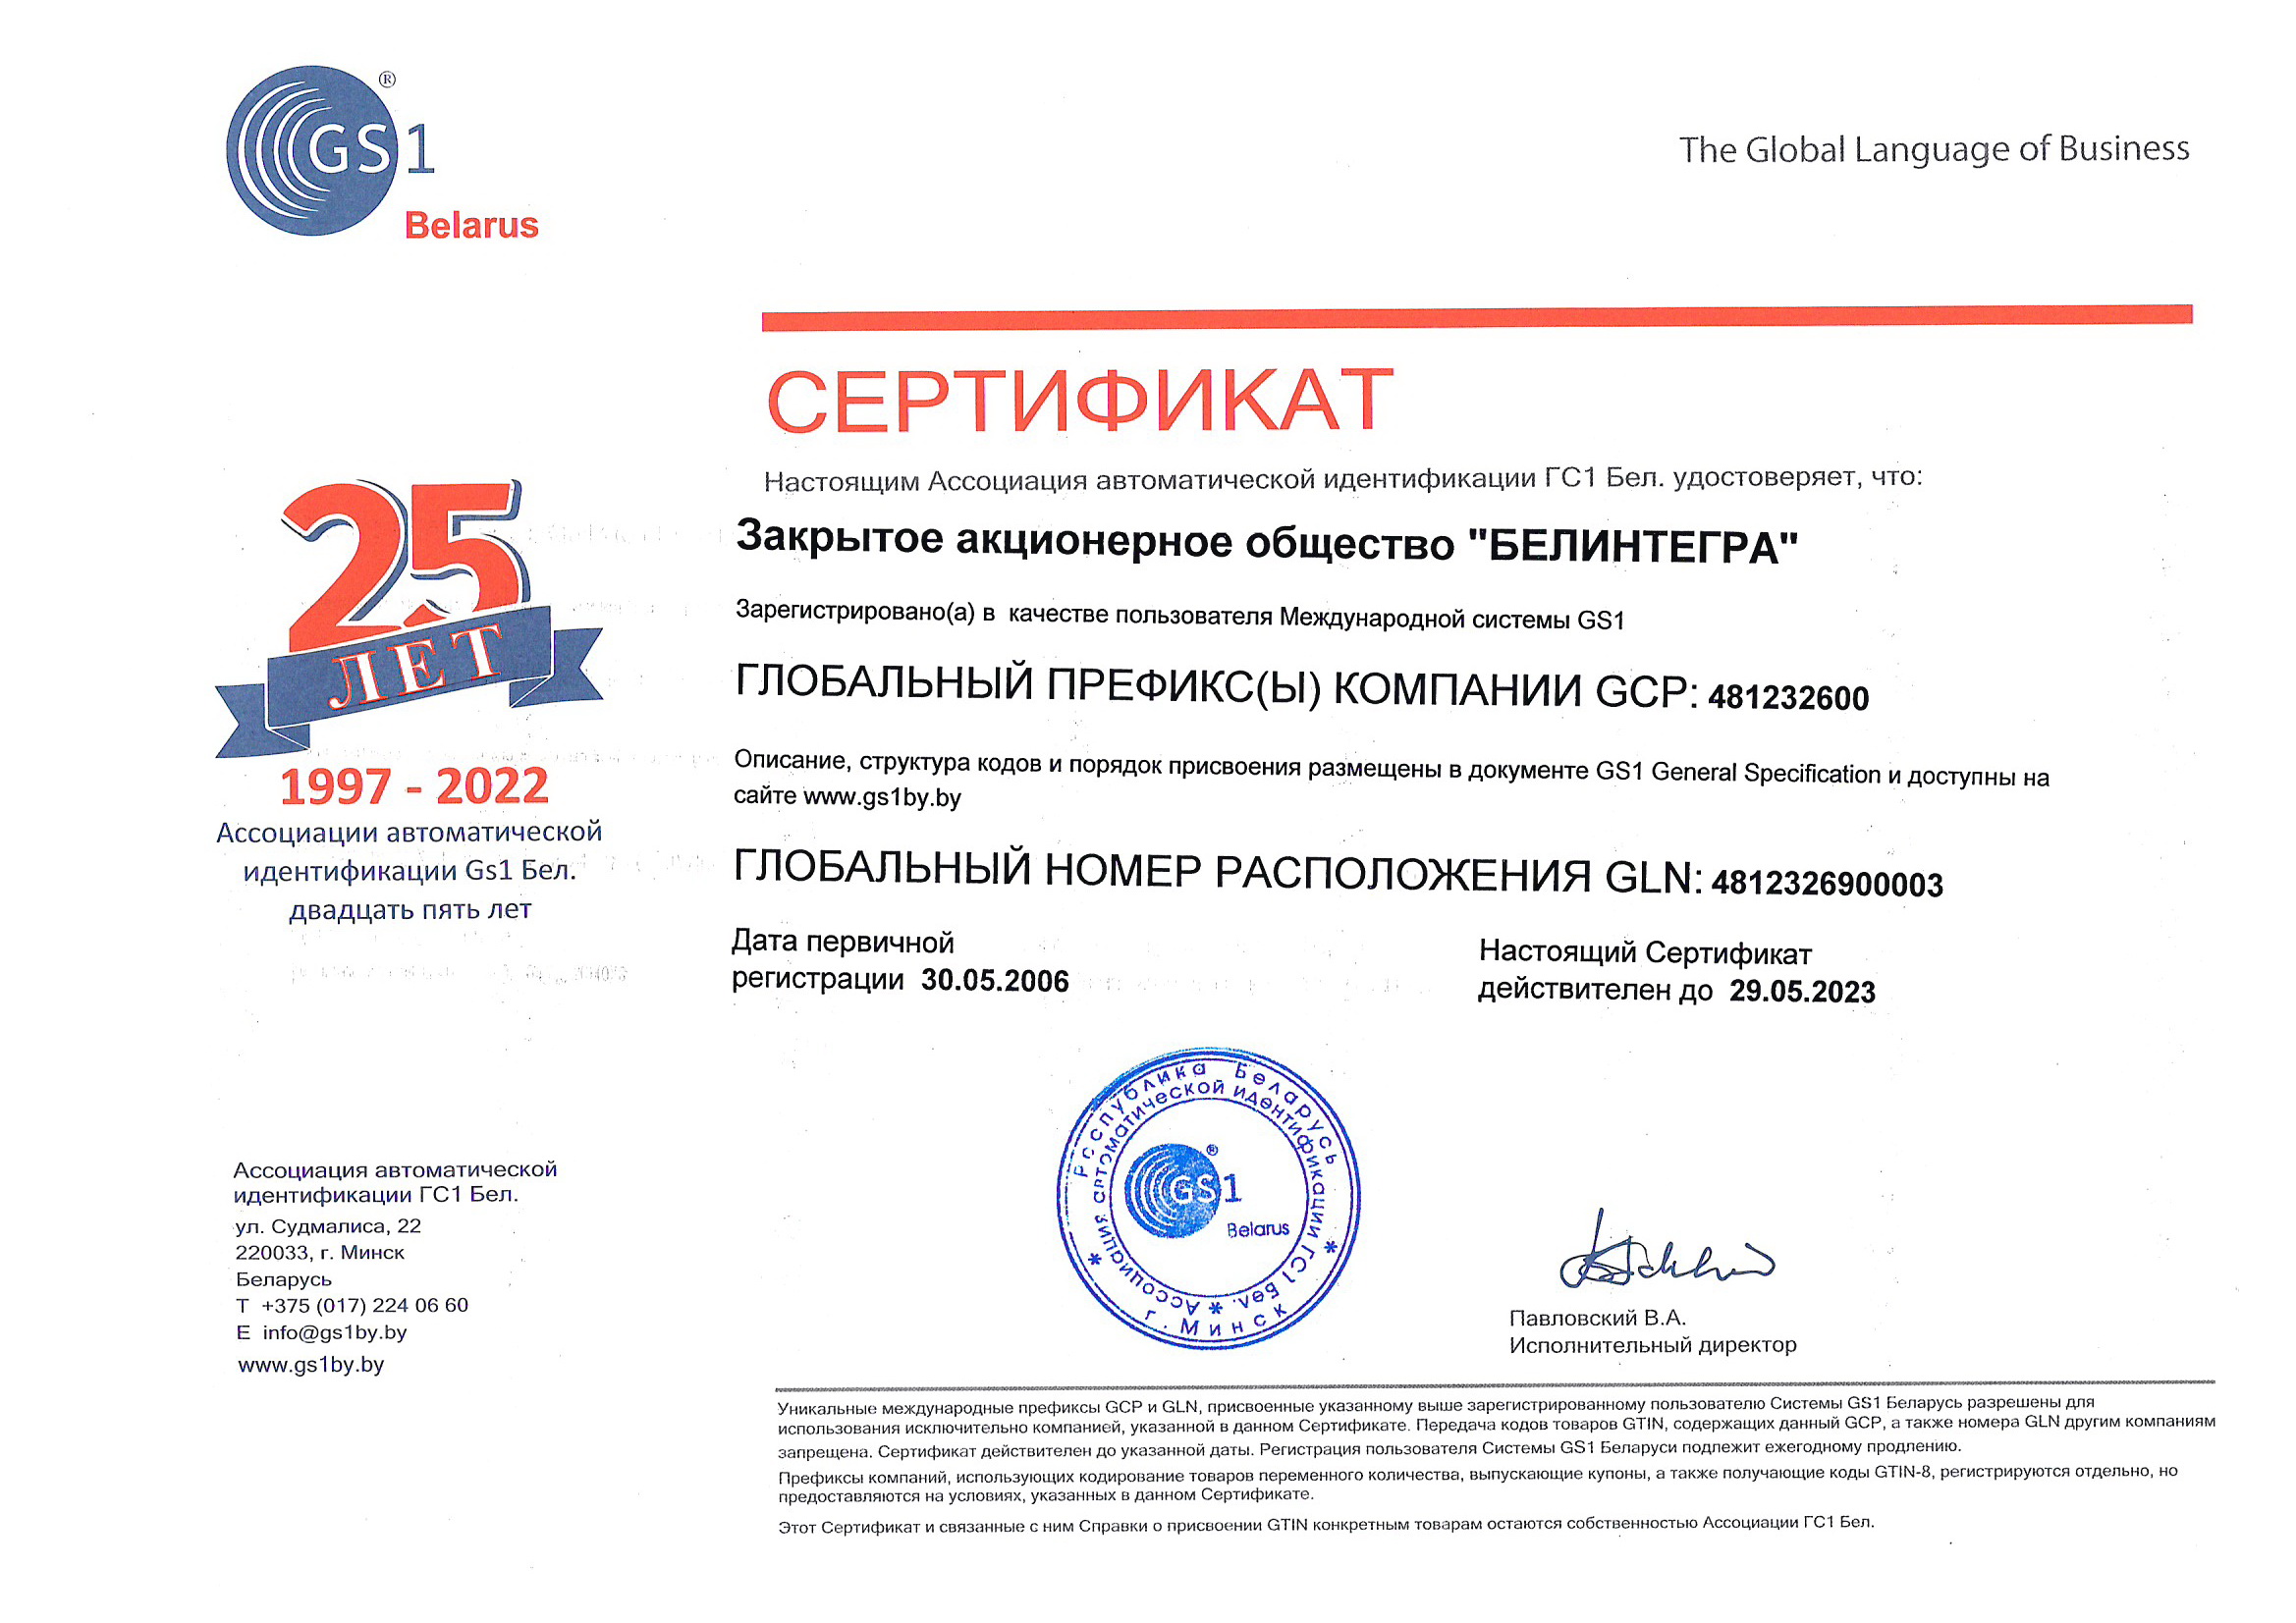 GS1®
Belarus
The Global Language of Business
СЕРТИФИКАТ
Настоящим Ассоциация автоматической идентификации ГС1 Бел. удостоверяет, что:
Закрытое акционерное общество "БЕЛИНТЕГРА"
Зарегистрировано(а) в качестве пользователя Международной системы GS1
ГЛОБАЛЬНЫЙ ПРЕФИКС(Ы) КОМПАНИИ GCP: 481232600
Описание, структура кодов и порядок присвоения размещены в документе GS1 General Specification и доступны на
сайте www.gs1by.by
ГЛОБАЛЬНЫЙ НОМЕР РАСПОЛОЖЕНИЯ GLN: 4812326900003
Дата первичной
регистрации 30.05.2006
Настоящий Сертификат
действителен до 29.05.2023
25
ЛЕТ
1997 - 2022
Ассоциации автоматической
идентификации Gs1 Бел.
двадцать пять лет
Ассоциация автоматической
идентификации ГС1 Бел.
ул. Судмалиса, 22
220033, г. Минск
Беларусь
T +375 (017) 224 06 60
E info@gs1by.by
www.gs1by.by
Республика Беларусь
* Ассоциация автоматической идентификации ГС1 Бел. *
г. Минск
GS1®
Belarus
Павловский В.А.
Исполнительный директор
Уникальные международные префиксы GCP и GLN, присвоенные указанному выше зарегистрированному пользователю Системы GS1 Беларусь разрешены для
использования исключительно компанией, указанной в данном Сертификате. Передача кодов товаров GTIN, содержащих данный GCP, а также номера GLN другим компаниям
запрещена. Сертификат действителен до указанной даты. Регистрация пользователя Системы GS1 Беларуси подлежит ежегодному продлению.
Префиксы компаний, использующих кодирование товаров переменного количества, выпускающие купоны, а также получающие коды GTIN-8, регистрируются отдельно, но
предоставляются на условиях, указанных в данном Сертификате.
Этот Сертификат и связанные с ним Справки о присвоении GTIN конкретным товарам остаются собственностью Ассоциации ГС1 Бел.